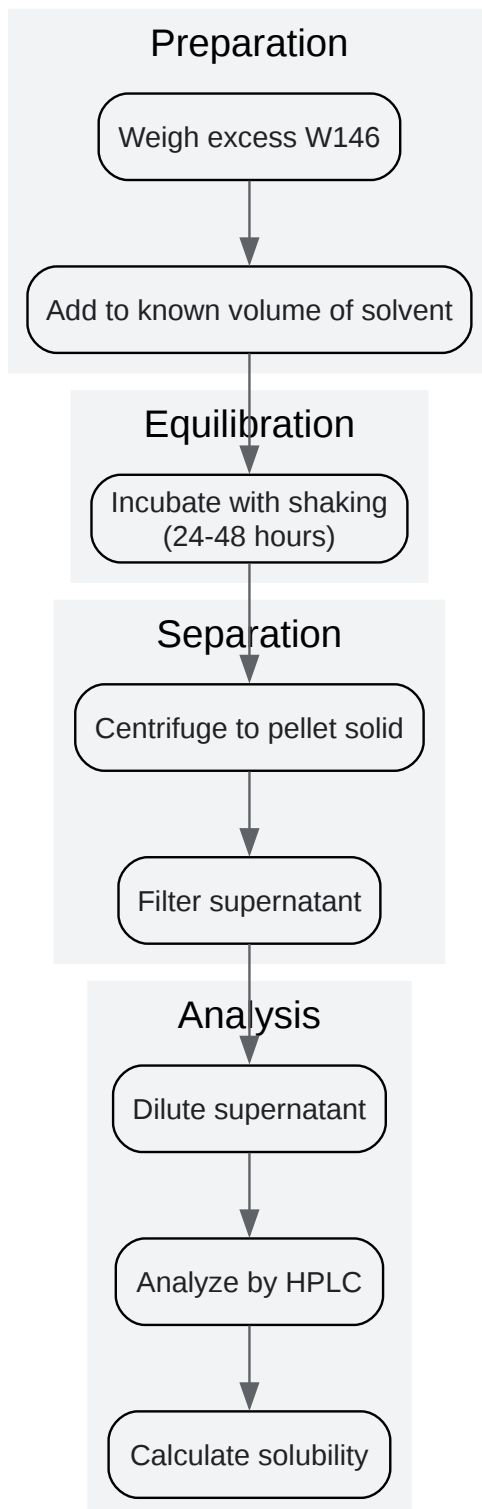 Preparation
Weigh excess W146
Add to known volume of solvent
Equilibration
Incubate with shaking
(24-48 hours)
Separation
Centrifuge to pellet solid
Filter supernatant
Analysis
Dilute supernatant
Analyze by HPLC
Calculate solubility